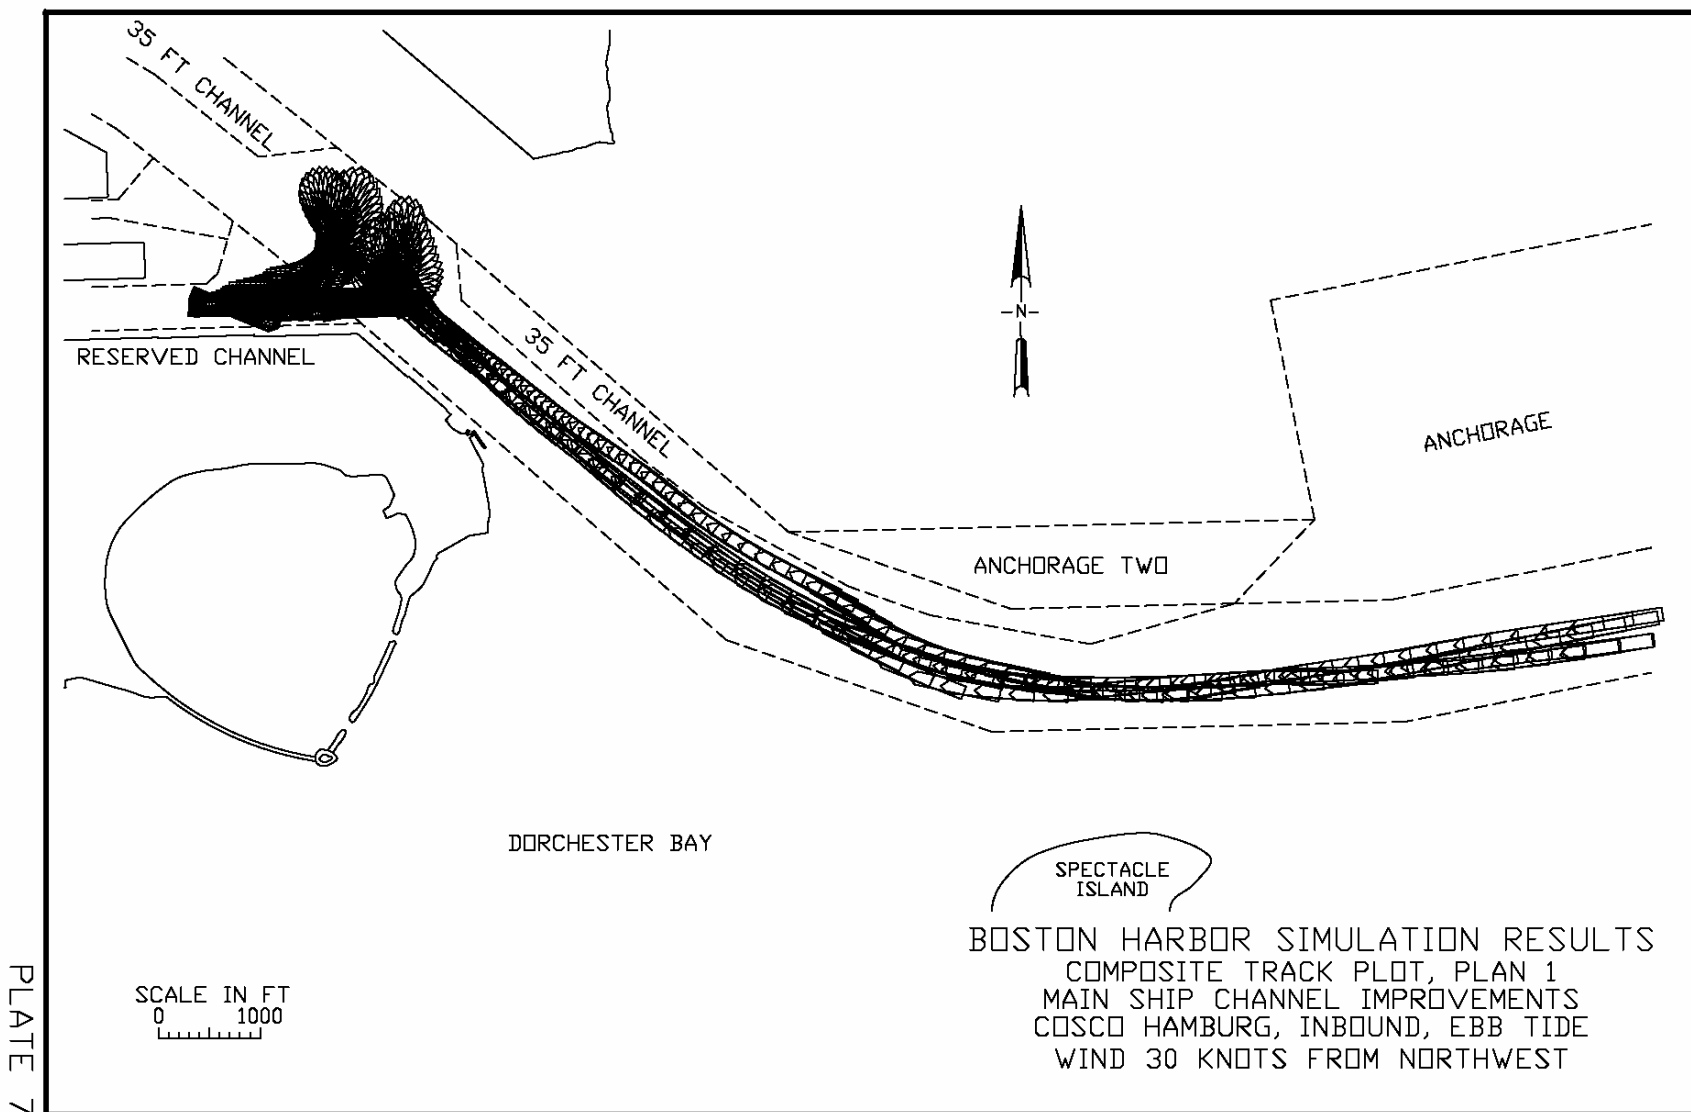 35 FT CHANNEL
RESERVED CHANNEL
35 FT CHANNEL
-N-
ANCHORAGE
ANCHORAGE TWO
DORCHESTER BAY
SPECTACLE
ISLAND
BOSTON HARBOR SIMULATION RESULTS
COMPOSITE TRACK PLOT, PLAN 1
MAIN SHIP CHANNEL IMPROVEMENTS
COSCO HAMBURG, INBOUND, EBB TIDE
WIND 30 KNOTS FROM NORTHWEST
SCALE IN FT
0 1000
PLATE 7